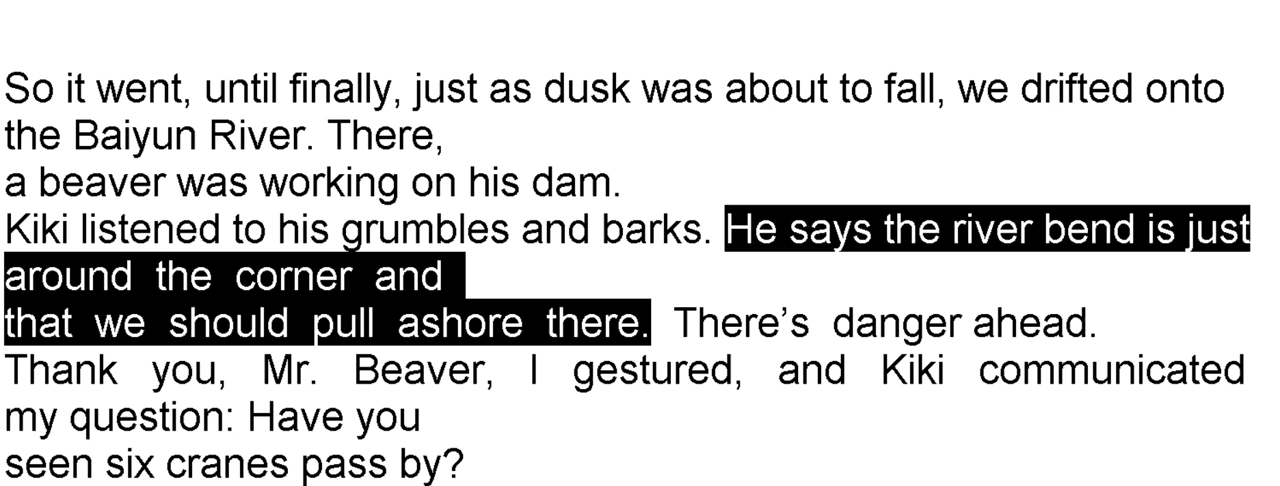 So it went, until finally, just as dusk was about to fall, we drifted onto
the Baiyun River. There,
a beaver was working on his dam.
Kiki listened to his grumbles and barks. He says the river bend is just
around the corner and
that we should pull ashore there. There’s danger ahead.
Thank you, Mr. Beaver, I gestured, and Kiki communicated
my question: Have you
seen six cranes pass by?